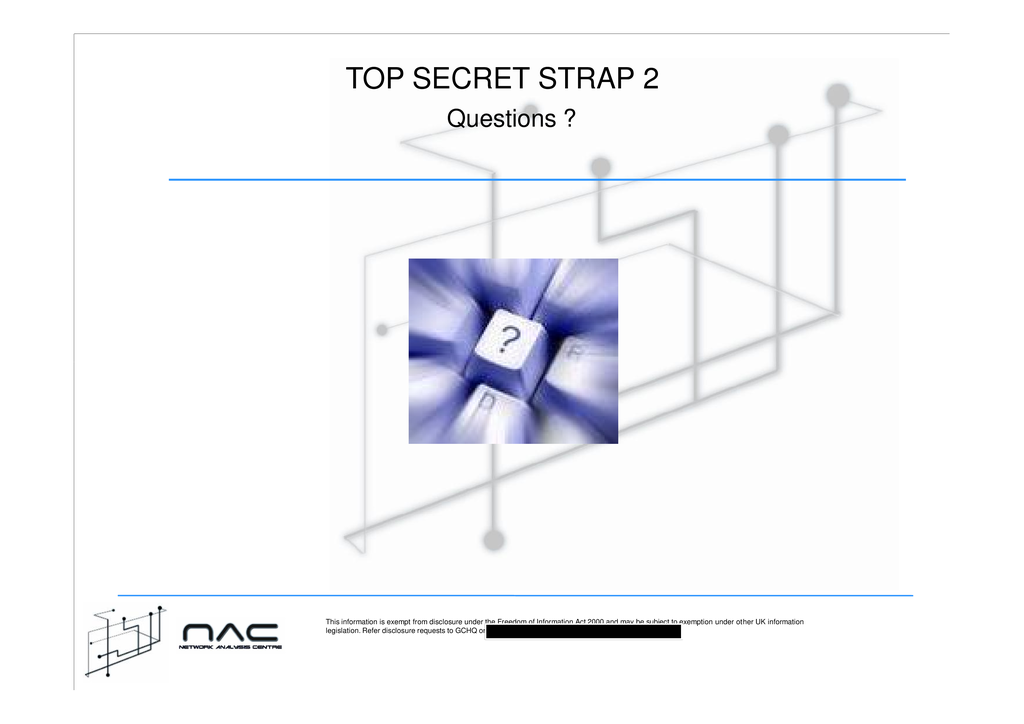 TOP SECRET STRAP 2
Questions ?
?
F
D
NAC
NETWORK ANALYSIS CENTRE
This information is exempt from disclosure under the Freedom of Information Act 2000 and may be subject to exemption under other UK information
legislation. Refer disclosure requests to GCHQ on